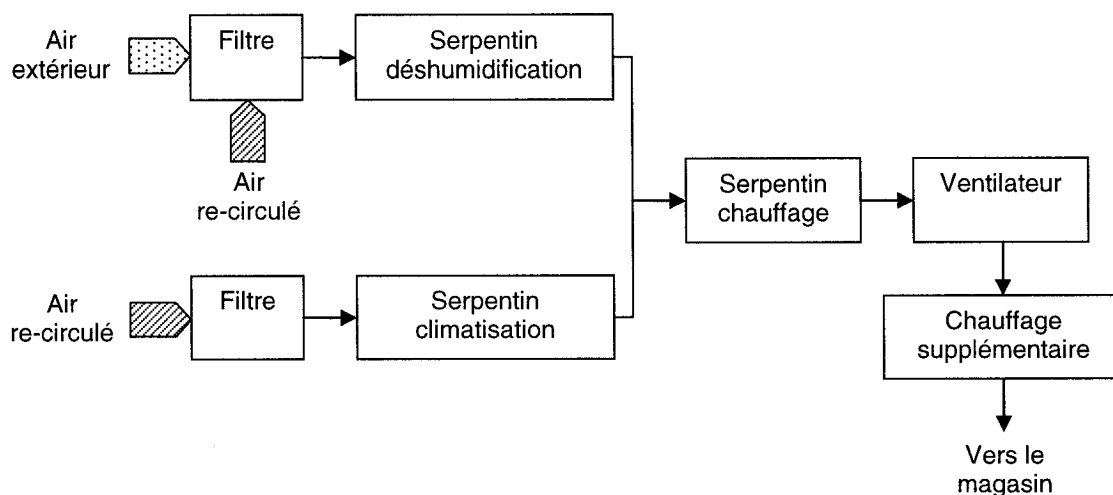 Air
extérieur
Filtre
Serpentin
déshumidification
Air
re-circulé
Serpentin
chauffage
Ventilateur
Air
re-circulé
Filtre
Serpentin
climatisation
Chauffage
supplémentaire
Vers le
magasin